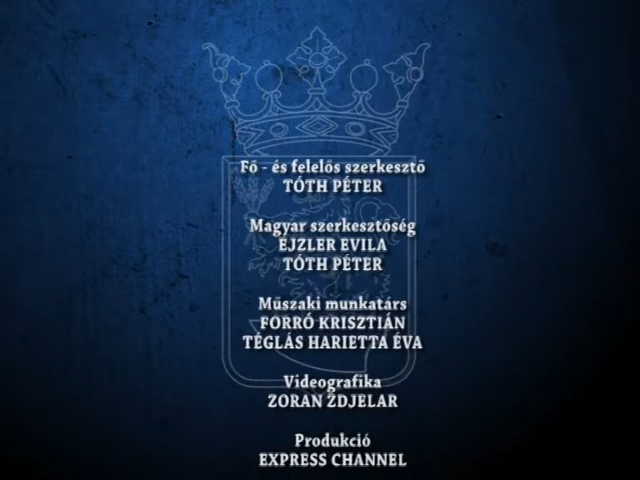 Fő - és felelős szerkesztő
TÓTH PÉTER
Magyar szerkesztőség
EJZLER EVILA
TÓTH PÉTER
Műszaki munkatárs
FORRÓ KRISZTIÁN
TÉGLÁS HARIETTA ÉVA
Videografika
ZORAN ZDJELAR
Produkció
EXPRESS CHANNEL